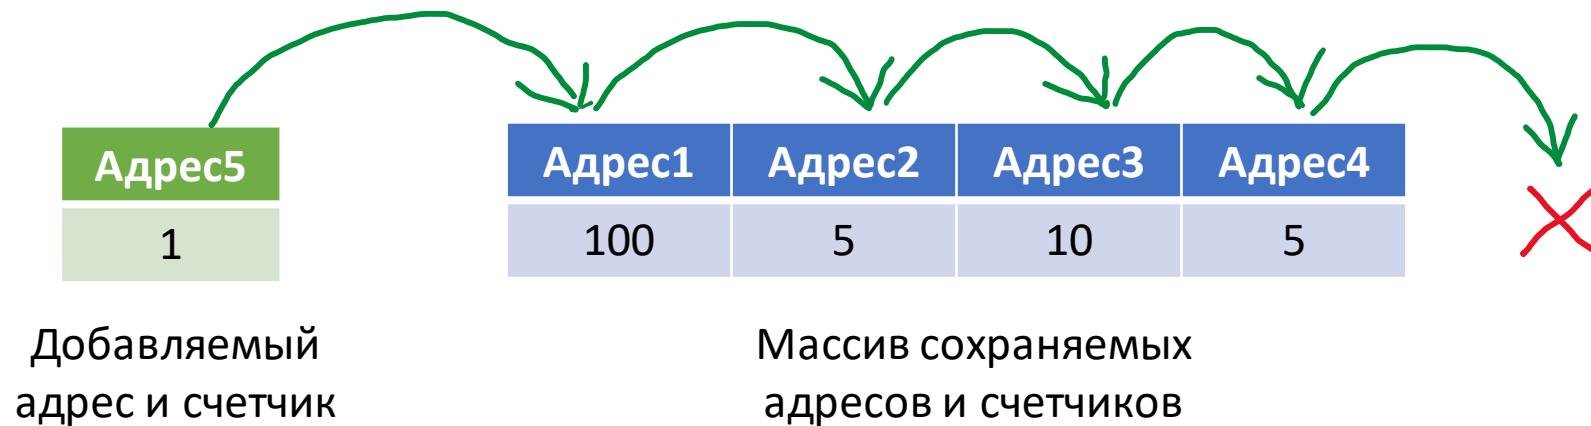 Адрес5
1
Адрес1 Адрес2 Адрес3 Адрес4
100 5 10 5
Добавляемый
адрес и счетчик
Массив сохраняемых
адресов и счетчиков